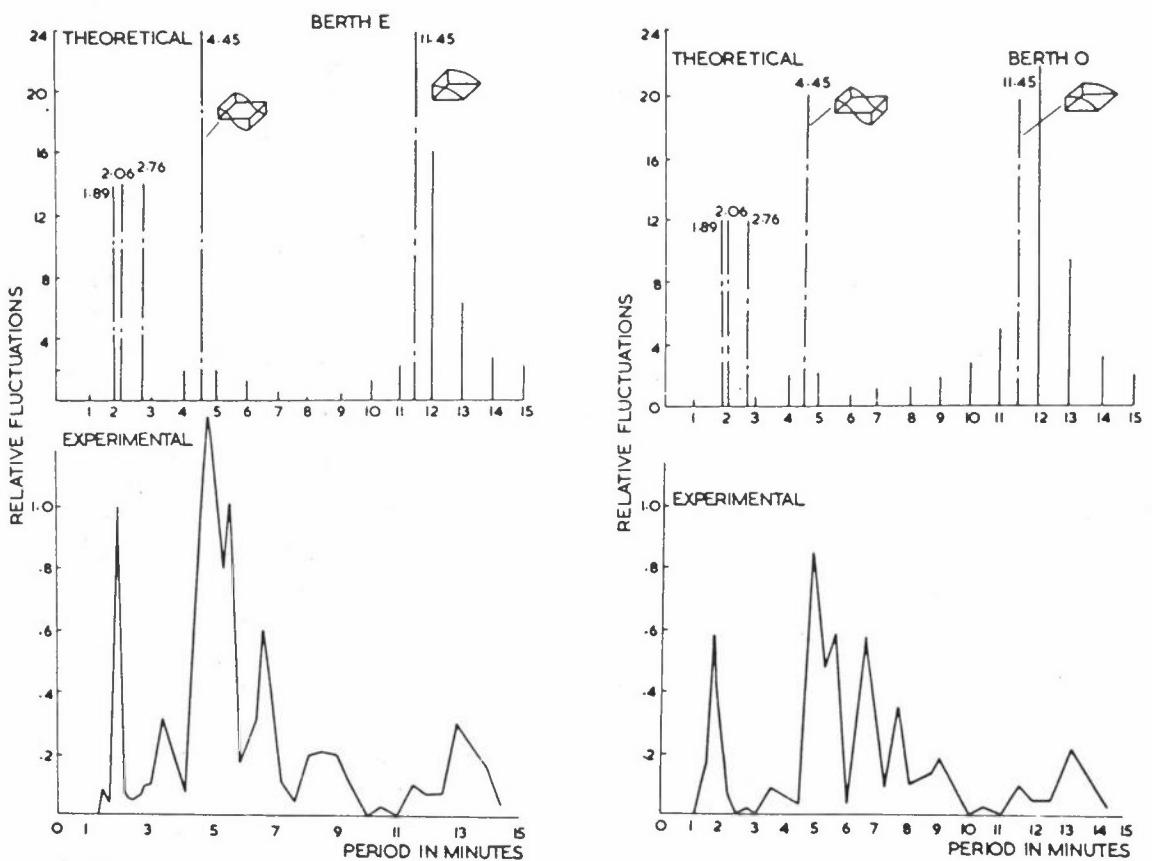 BERTH E
24 THEORETICAL 4·45 11·45
20
16
2·06 2·76
1·89
12
8
4
1 2 3 4 5 6 7 8 9 10 11 12 13 14 15
RELATIVE FLUCTUATIONS
EXPERIMENTAL
1·0
·8
·6
·4
·2
0 1 3 5 7 9 11 13 15
PERIOD IN MINUTES
24
THEORETICAL BERTH O
4·45 11·45
20
16
2·06
12 1·89 2·76
8
4
0
1 2 3 4 5 6 7 8 9 10 11 12 13 14 15
RELATIVE FLUCTUATIONS
EXPERIMENTAL
1·0
·8
·6
·4
·2
0 1 2 3 4 5 6 7 8 9 10 11 12 13 14 15
PERIOD IN MINUTES